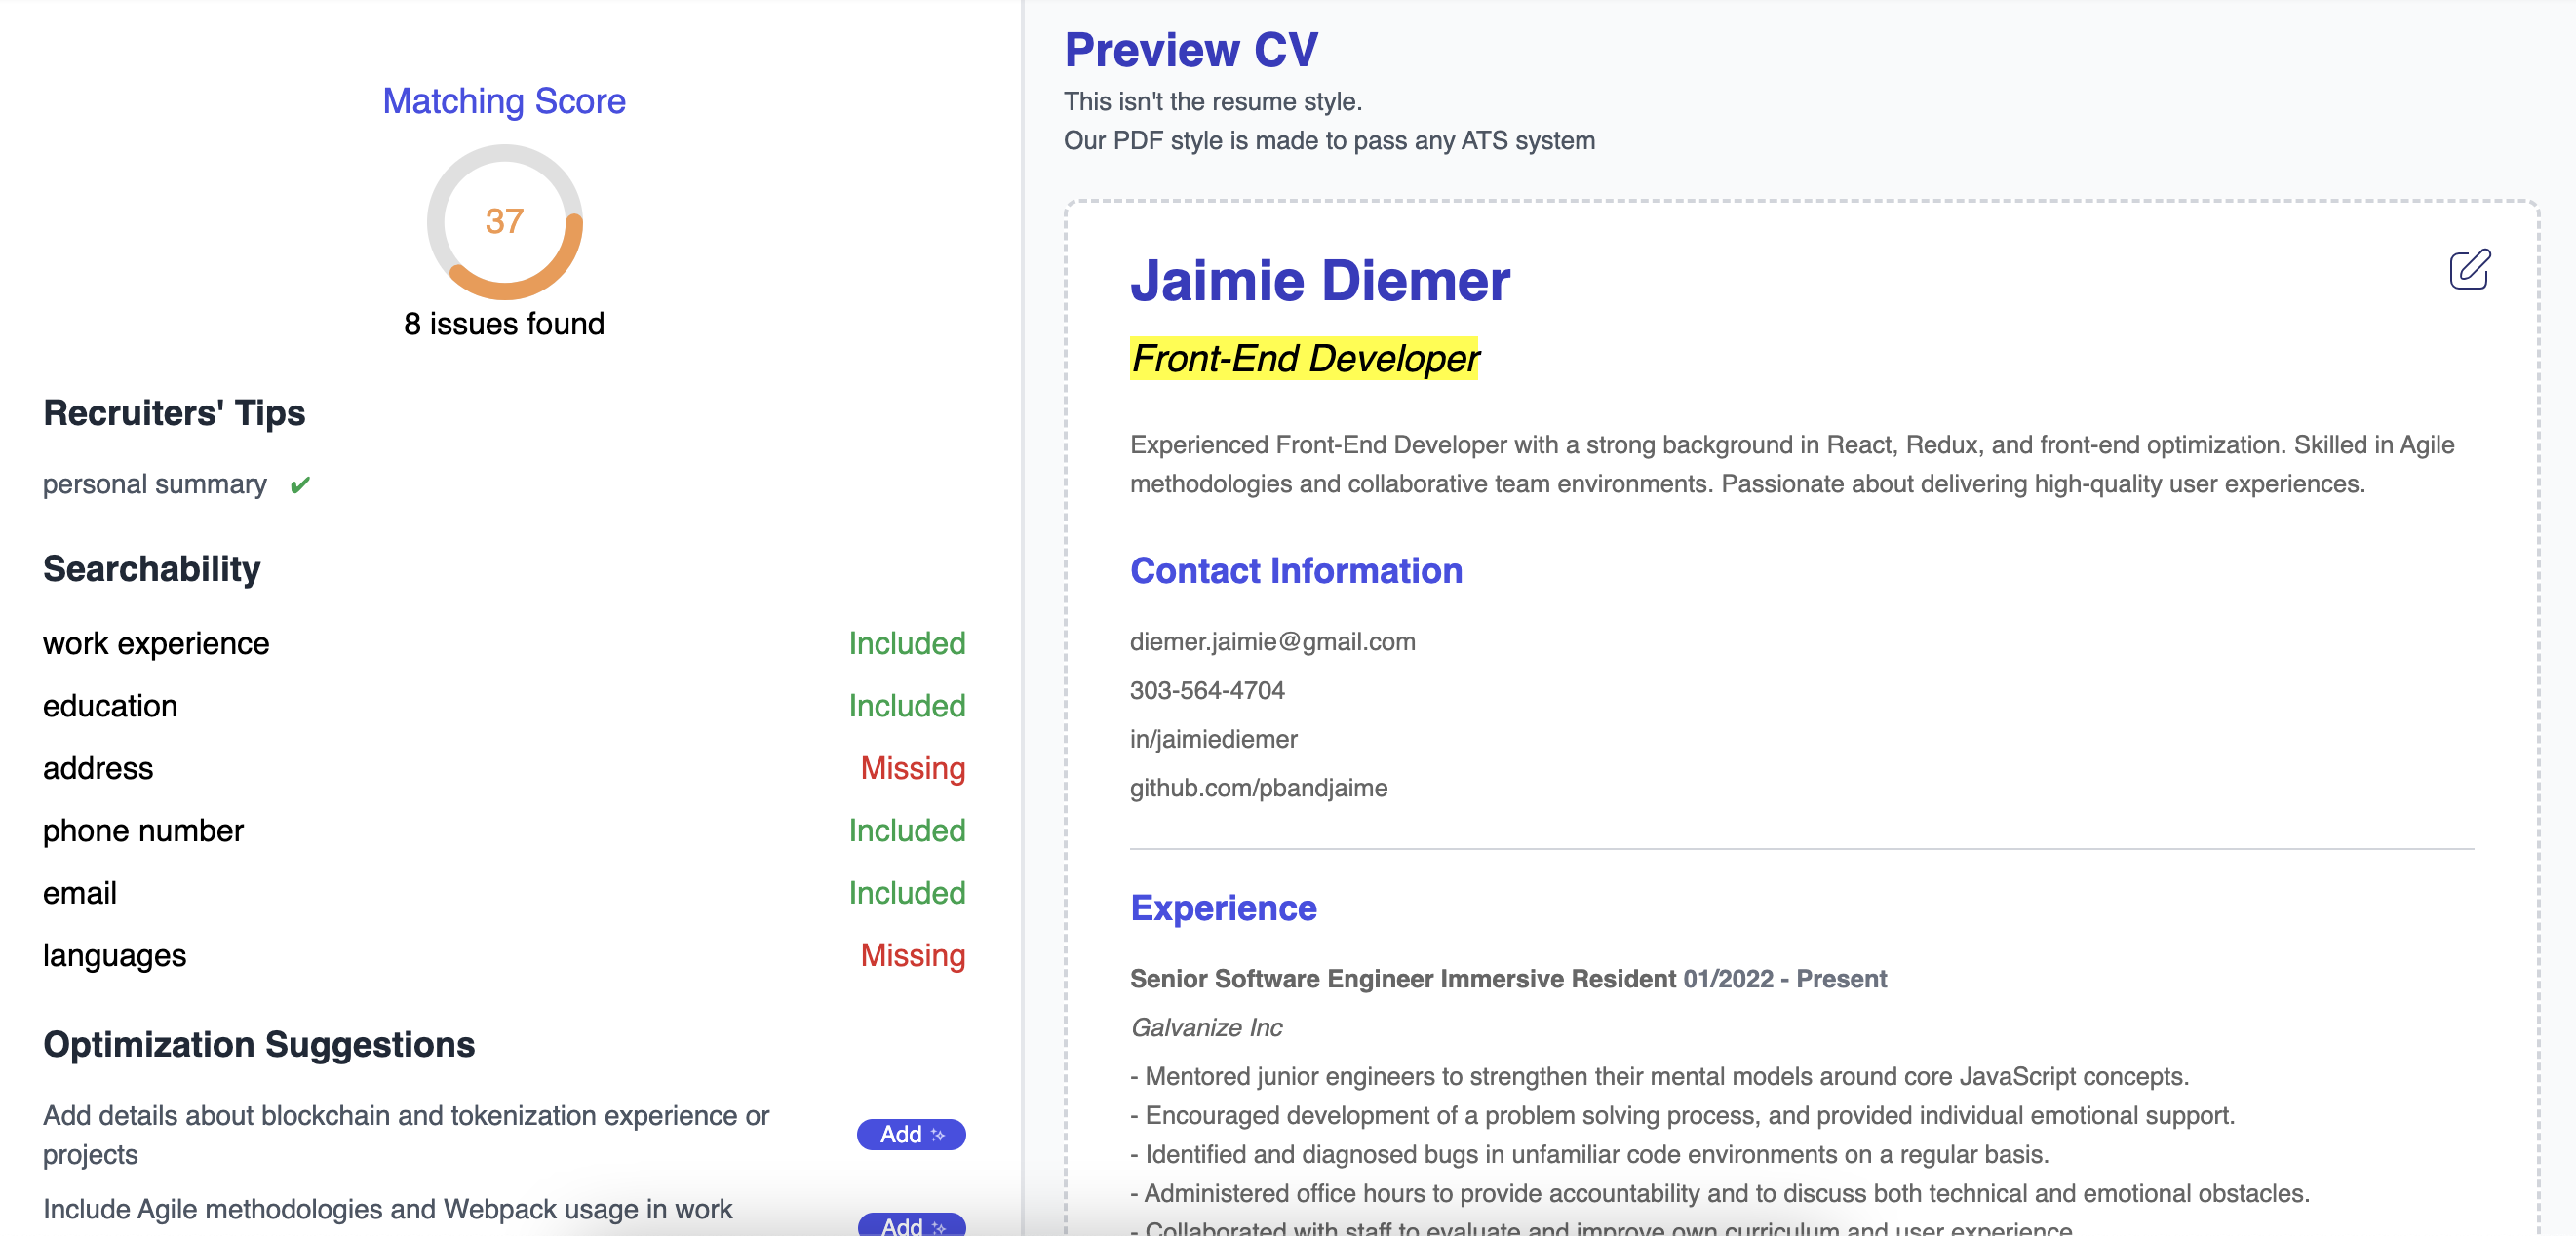 Matching Score
37
8 issues found
Recruiters' Tips
personal summary ✔
Searchability
work experience Included
education Included
address Missing
phone number Included
email Included
languages Missing
Optimization Suggestions
Add details about blockchain and tokenization experience or
projects
Add
Include Agile methodologies and Webpack usage in work
Add
Preview CV
This isn't the resume style.
Our PDF style is made to pass any ATS system
Jaimie Diemer
Front-End Developer
Experienced Front-End Developer with a strong background in React, Redux, and front-end optimization. Skilled in Agile
methodologies and collaborative team environments. Passionate about delivering high-quality user experiences.
Contact Information
diemer.jaimie@gmail.com
303-564-4704
in/jaimiediemer
github.com/pbandjaime
Experience
Senior Software Engineer Immersive Resident 01/2022 - Present
Galvanize Inc
- Mentored junior engineers to strengthen their mental models around core JavaScript concepts.
- Encouraged development of a problem solving process, and provided individual emotional support.
- Identified and diagnosed bugs in unfamiliar code environments on a regular basis.
- Administered office hours to provide accountability and to discuss both technical and emotional obstacles.
- Collaborated with staff to evaluate and improve own curriculum and user experience